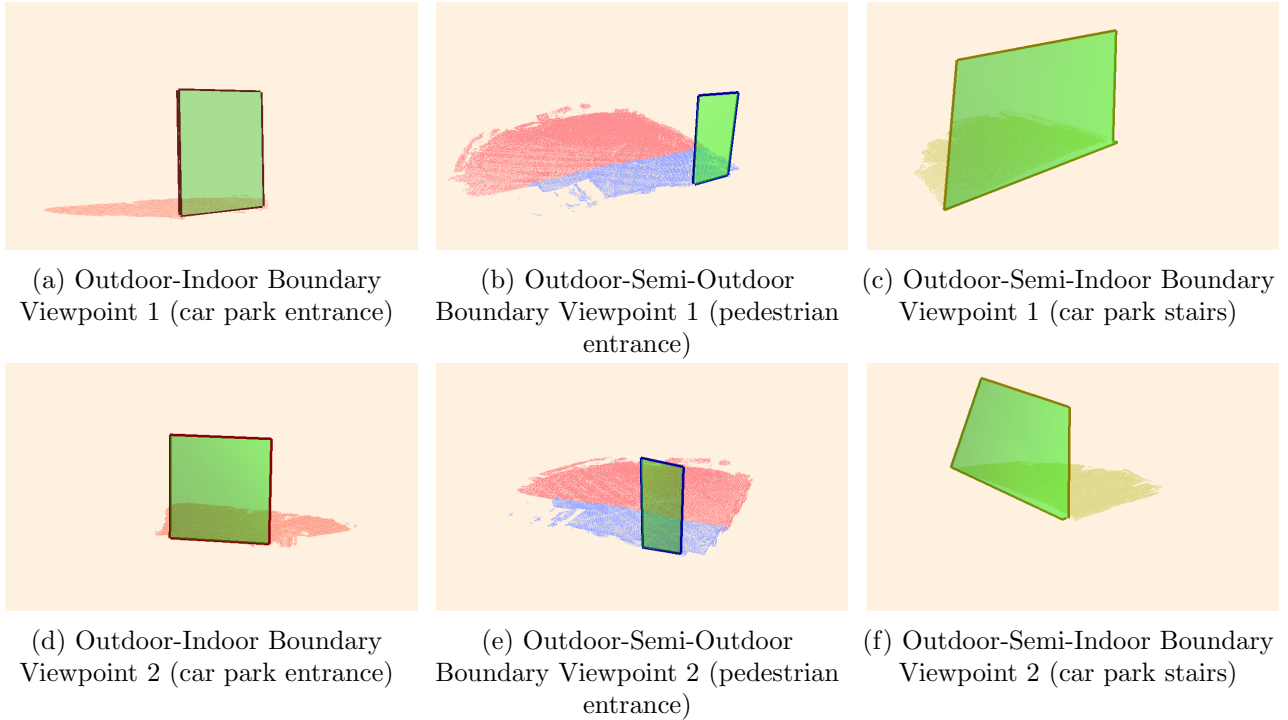 (a) Outdoor-Indoor Boundary
Viewpoint 1 (car park entrance)
(b) Outdoor-Semi-Outdoor
Boundary Viewpoint 1 (pedestrian
entrance)
(c) Outdoor-Semi-Indoor Boundary
Viewpoint 1 (car park stairs)
(d) Outdoor-Indoor Boundary
Viewpoint 2 (car park entrance)
(e) Outdoor-Semi-Outdoor
Boundary Viewpoint 2 (pedestrian
entrance)
(f) Outdoor-Semi-Indoor Boundary
Viewpoint 2 (car park stairs)